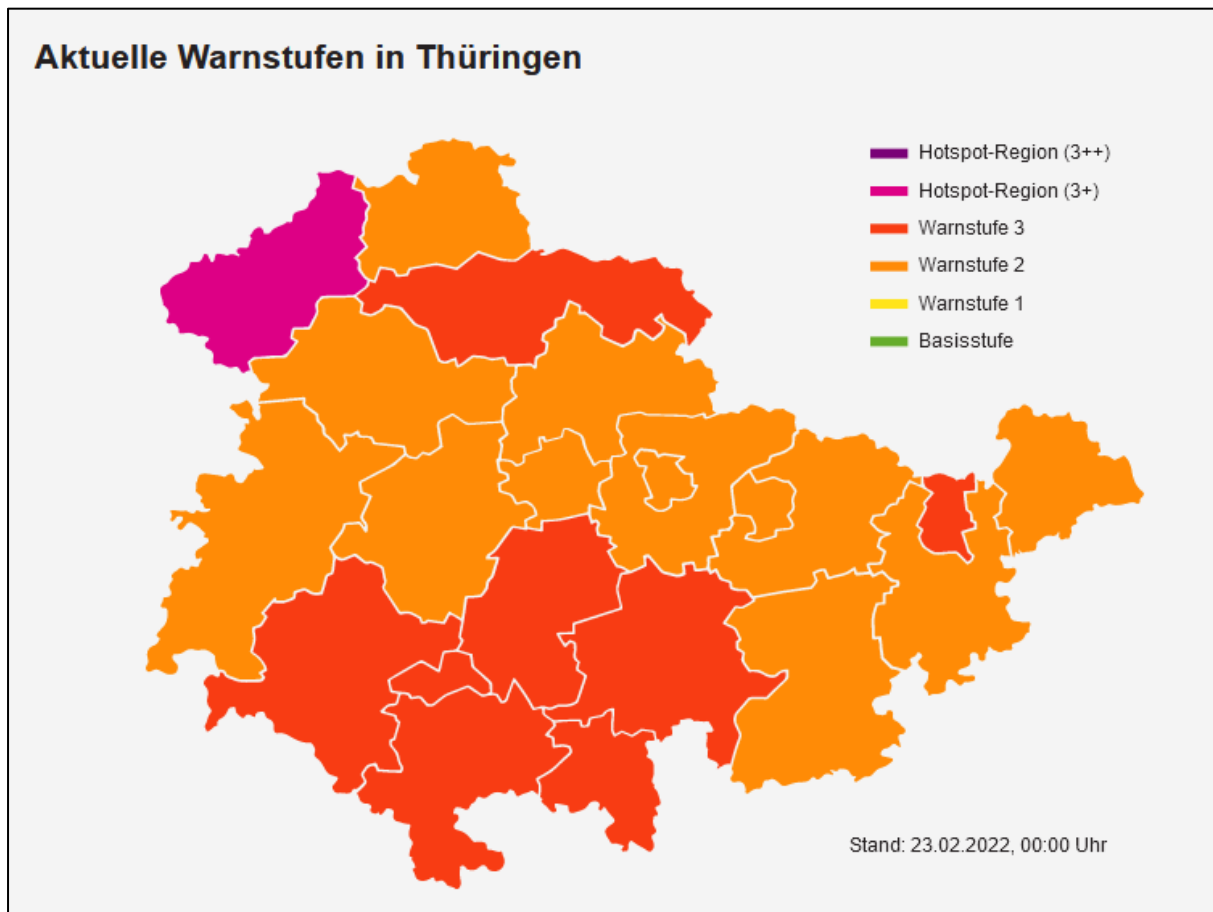 Aktuelle Warnstufen in Thüringen
Hotspot-Region (3++)
Hotspot-Region (3+)
Warnstufe 3
Warnstufe 2
Warnstufe 1
Basisstufe
Stand: 23.02.2022, 00:00 Uhr